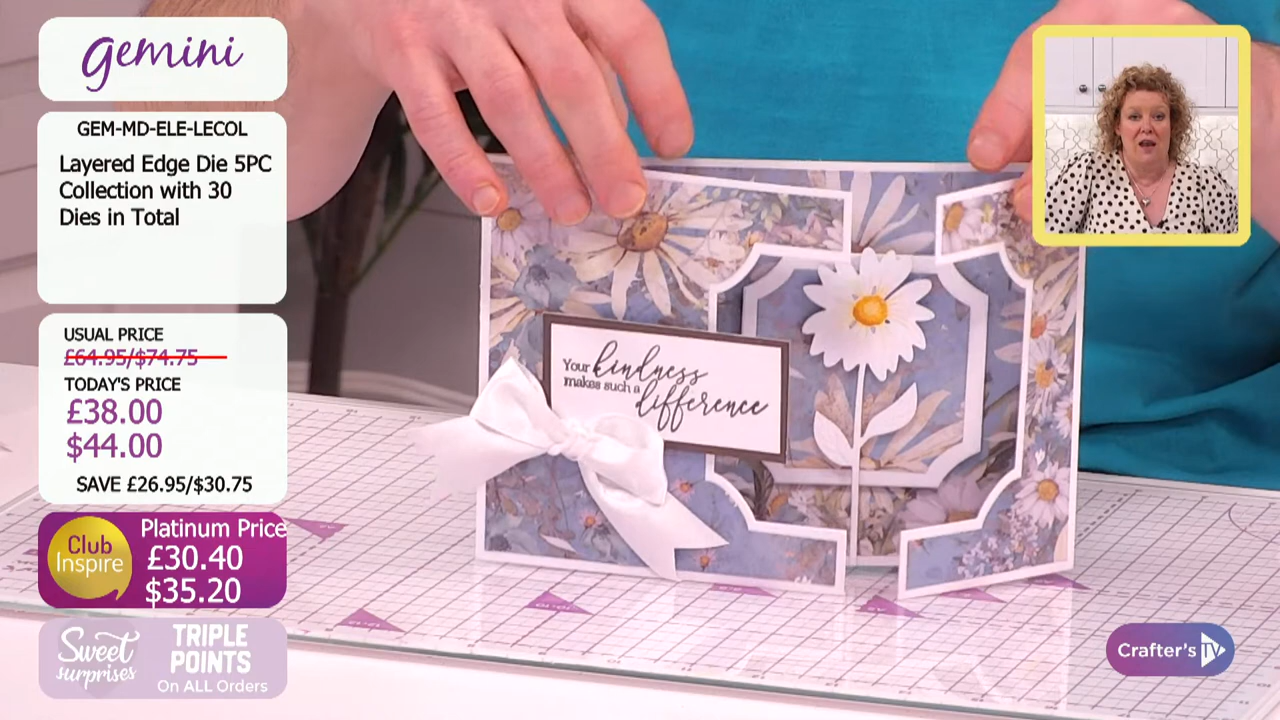 gemini
GEM-MD-ELE-LECOL
Layered Edge Die 5PC
Collection with 30
Dies in Total
USUAL PRICE
£64.95/$74.75
TODAY'S PRICE
£38.00
$44.00
SAVE £26.95/$30.75
Club
Inspire
Platinum Price
£30.40
$35.20
Sweet
surprises
TRIPLE
POINTS
On ALL Orders
Your kindness
makes such a
difference
Crafter's TV